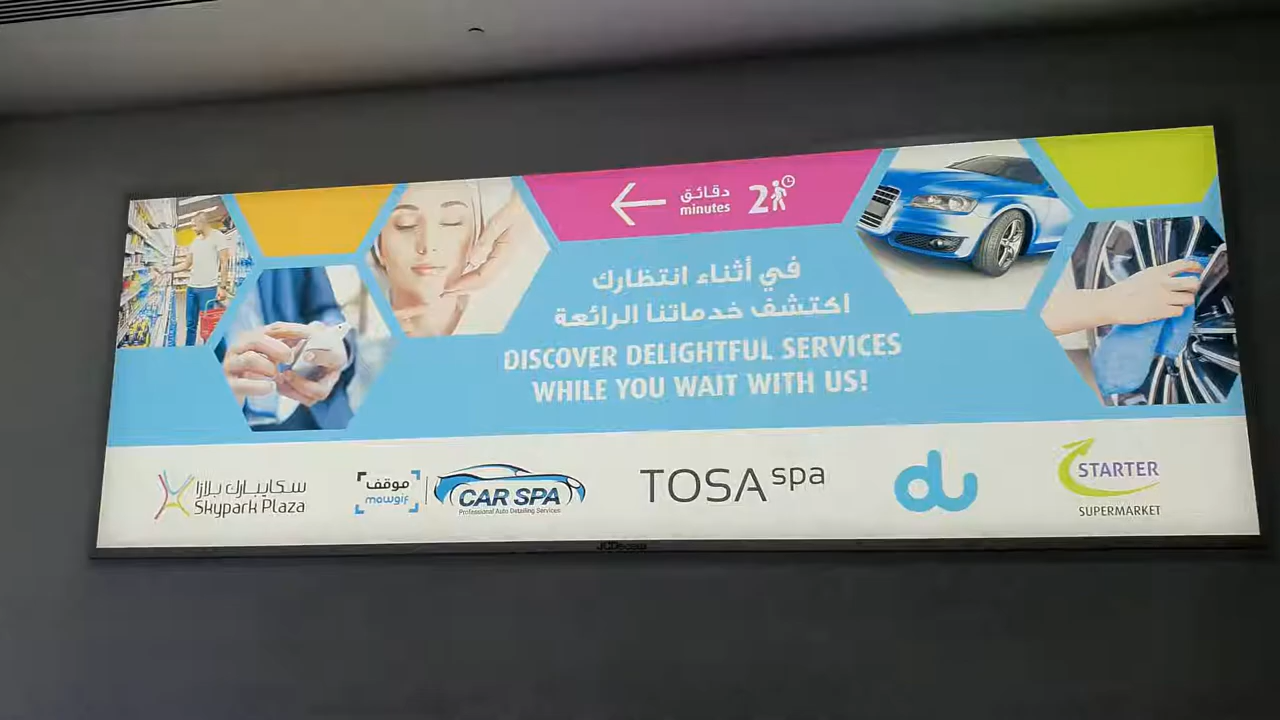 دقائق
minutes
2
في أثناء انتظارك
اكتشف خدماتنا الرائعة
DISCOVER DELIGHTFUL SERVICES
WHILE YOU WAIT WITH US!
سكايبارك بلازا
Skypark Plaza
موقف
mawgif
CAR SPA
Professional Auto Detailing Services
TOSA spa
du
STARTER
SUPERMARKET
JCDecaux